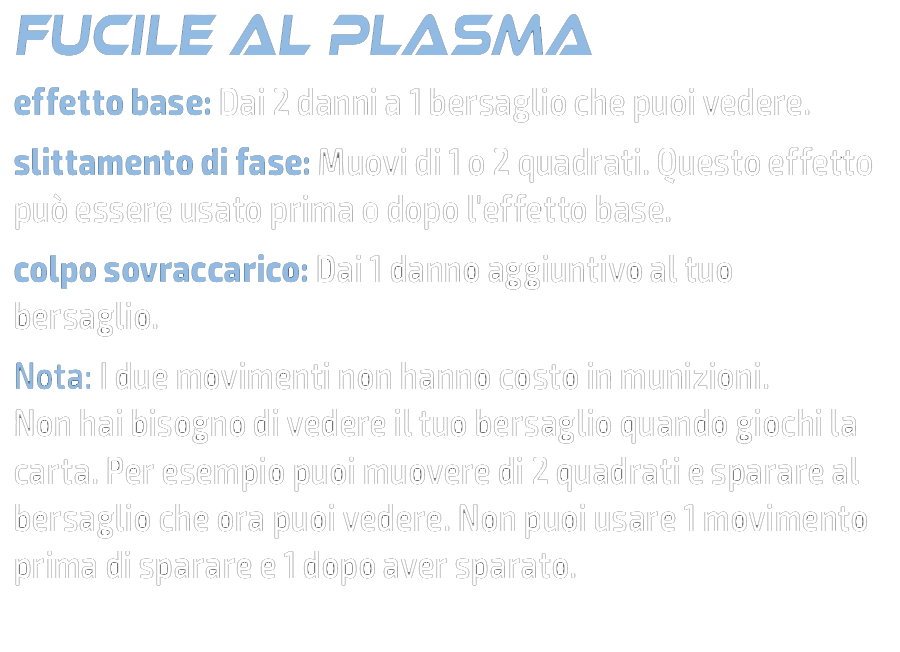 FUCILE AL PLASMA
effetto base: Dai 2 danni a 1 bersaglio che puoi vedere.
slittamento di fase: Muovi di 1 o 2 quadrati. Questo effetto
può essere usato prima o dopo l'effetto base.
colpo sovraccarico: Dai 1 danno aggiuntivo al tuo
bersaglio.
Nota: I due movimenti non hanno costo in munizioni.
Non hai bisogno di vedere il tuo bersaglio quando giochi la
carta. Per esempio puoi muovere di 2 quadrati e sparare al
bersaglio che ora puoi vedere. Non puoi usare 1 movimento
prima di sparare e 1 dopo aver sparato.